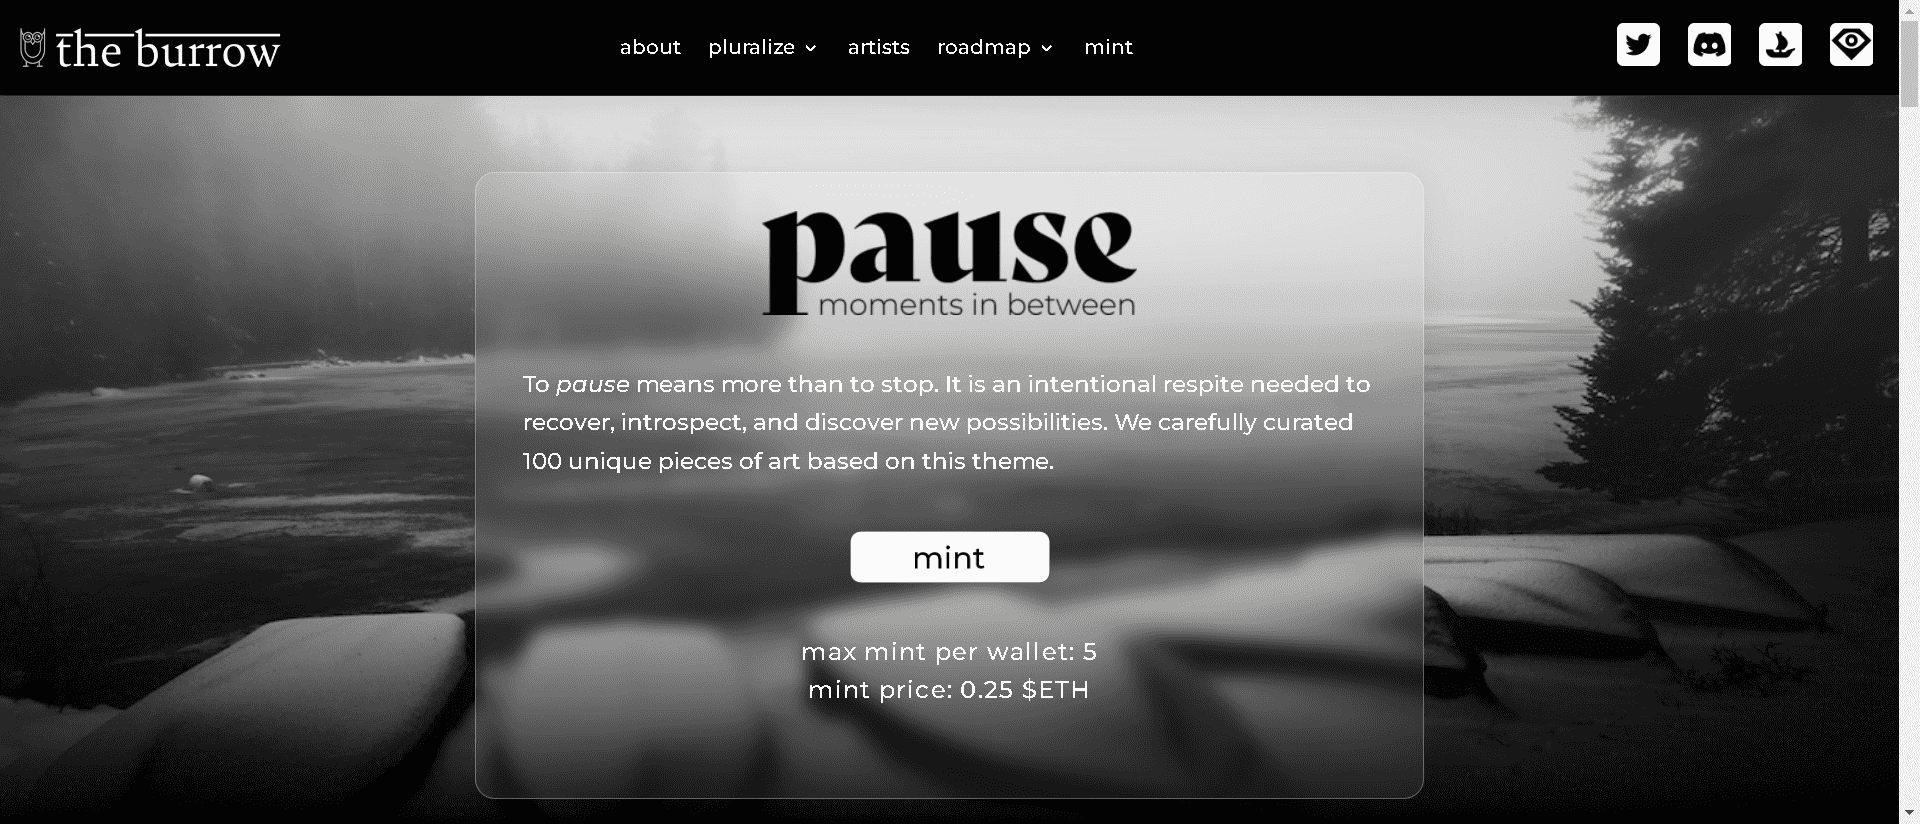 the burrow
about
pluralize
artists
roadmap
mint
pause
moments in between
To pause means more than to stop. It is an intentional respite needed to
recover, introspect, and discover new possibilities. We carefully curated
100 unique pieces of art based on this theme.
mint
max mint per wallet: 5
mint price: 0.25 $ETH